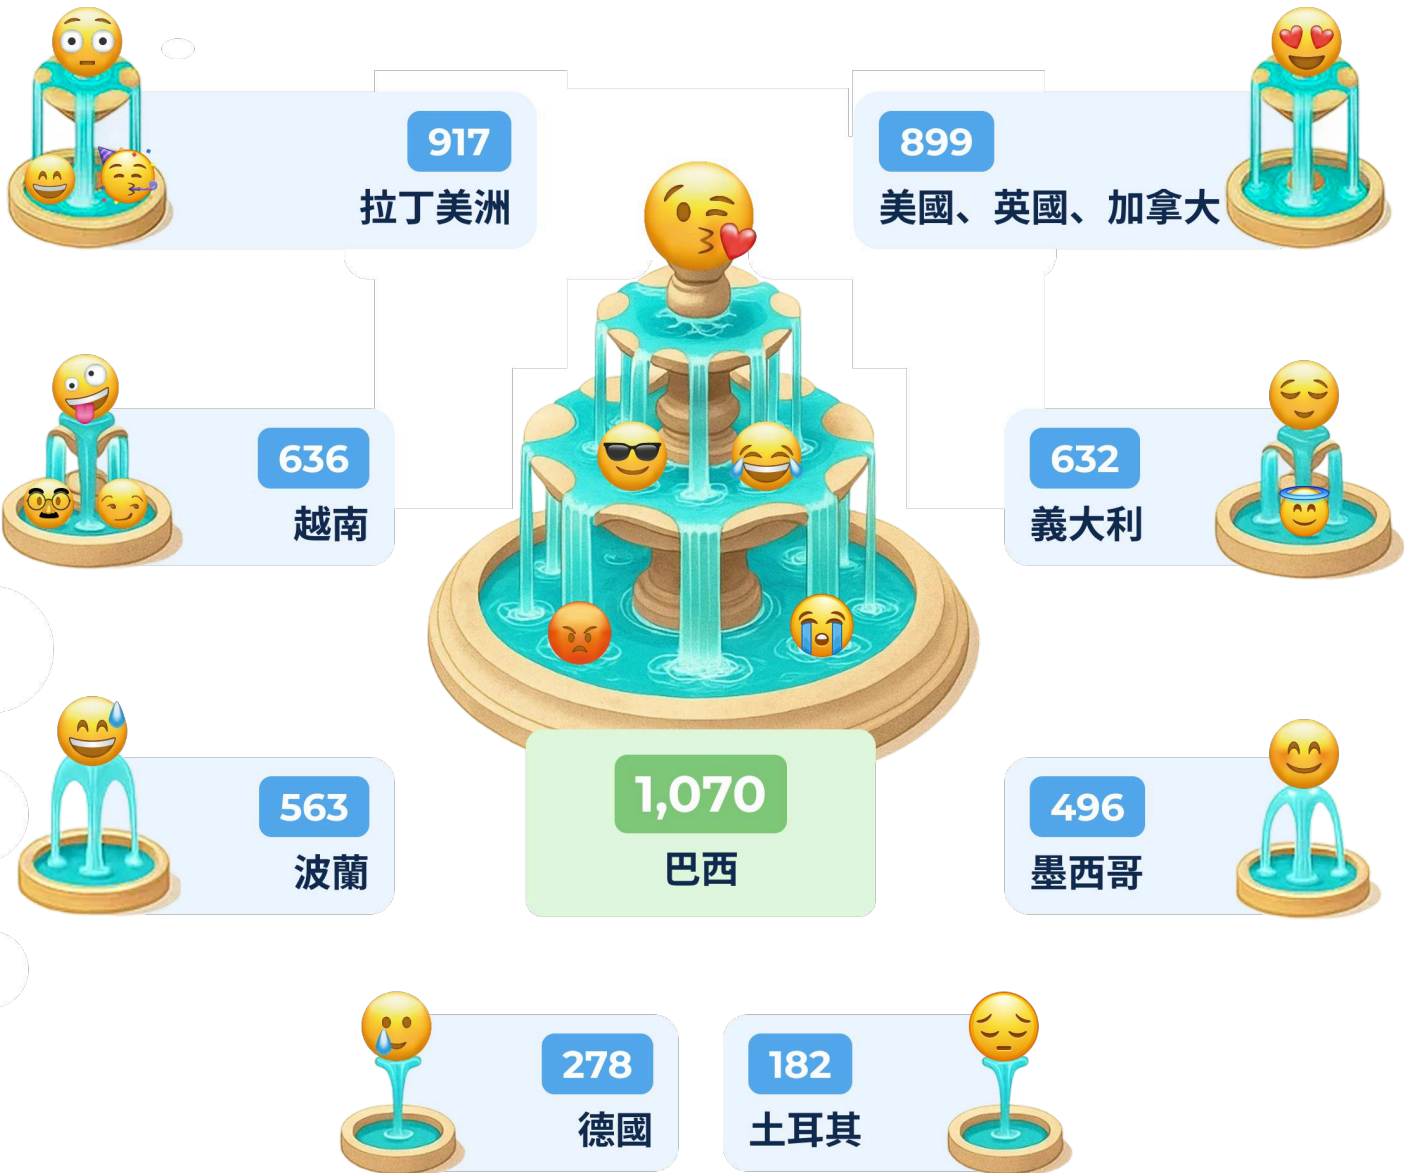 917
拉丁美洲
899
美國、英國、加拿大
636
越南
632
義大利
563
波蘭
1,070
巴西
496
墨西哥
278
德國
182
土耳其